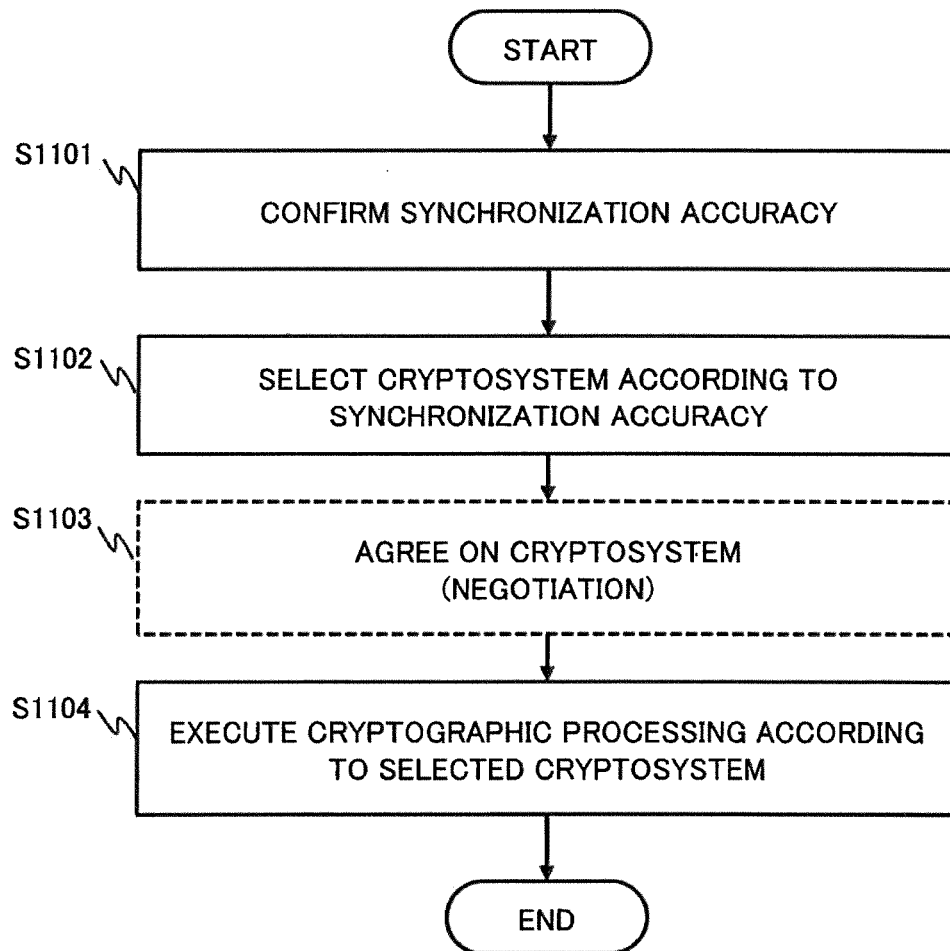 START
S1101
CONFIRM SYNCHRONIZATION ACCURACY
S1102
SELECT CRYPTOSYSTEM ACCORDING TO
SYNCHRONIZATION ACCURACY
S1103
AGREE ON CRYPTOSYSTEM
(NEGOTIATION)
S1104
EXECUTE CRYPTOGRAPHIC PROCESSING ACCORDING
TO SELECTED CRYPTOSYSTEM
END